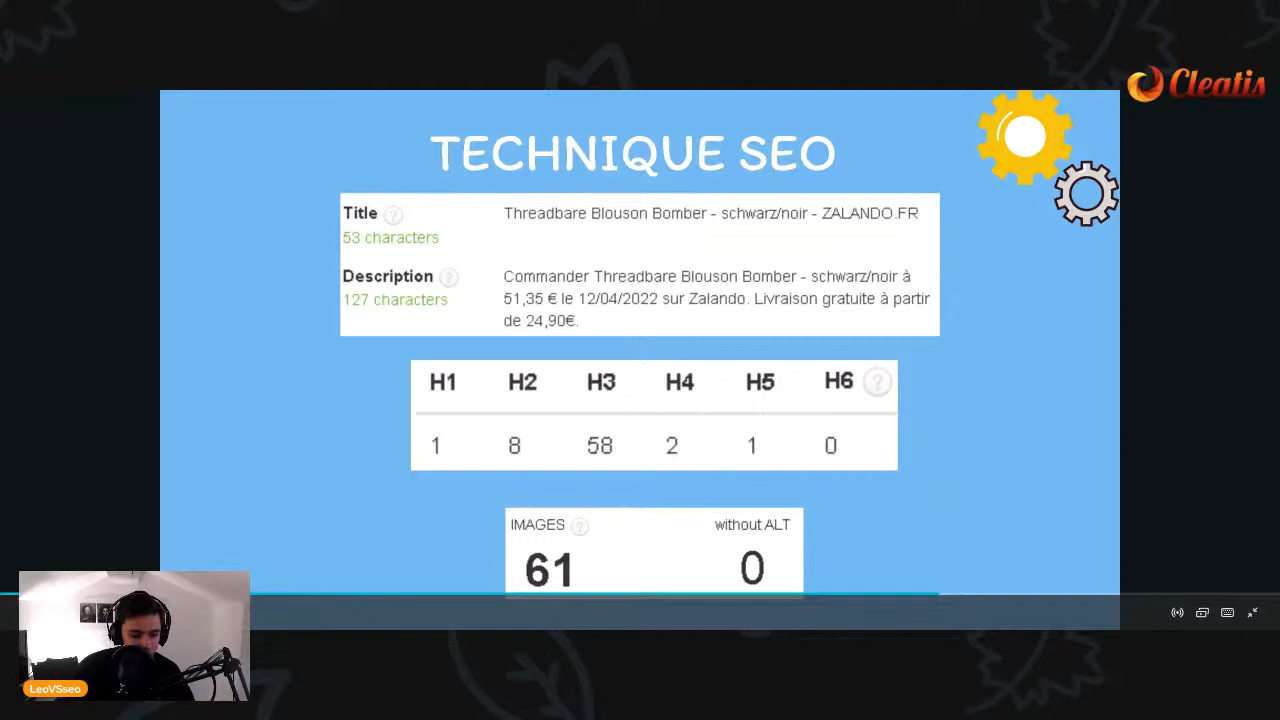 Cleatis
TECHNIQUE SEO
Title ?
Threadbare Blouson Bomber - schwarz/noir - ZALANDO.FR
53 characters
Description ?
Commander Threadbare Blouson Bomber - schwarz/noir à
127 characters
51,35 € le 12/04/2022 sur Zalando. Livraison gratuite à partir
de 24,90€.
H1 H2 H3 H4 H5 H6 ?
1 8 58 2 1 0
IMAGES ? without ALT
61 0
LeoVSseo